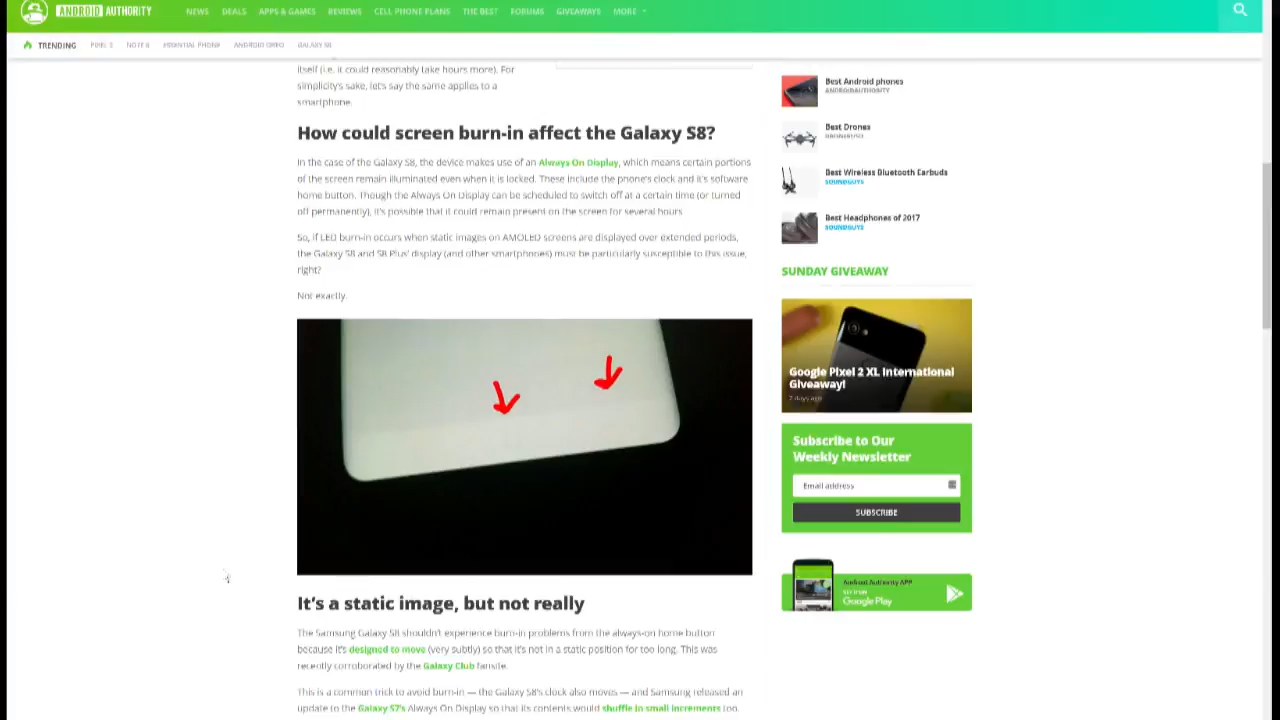 ANDROID AUTHORITY
NEWS DEALS APPS & GAMES REVIEWS CELL PHONE PLANS THE BEST FORUMS GIVEAWAYS MORE
TRENDING PIXEL 2 NOTE 8 ESSENTIAL PHONE ANDROID OREO GALAXY S8
itself (i.e. it could reasonably take hours more). For
simplicity's sake, let's say the same applies to a
smartphone.
How could screen burn-in affect the Galaxy S8?
In the case of the Galaxy S8, the device makes use of an Always On Display, which means certain portions
of the screen remain illuminated even when it is locked. These include the phone's clock and it's software
home button. Though the Always On Display can be scheduled to switch off at a certain time (or turned
off permanently), it's possible that it could remain present on the screen for several hours
So, if LED burn-in occurs when static images on AMOLED screens are displayed over extended periods,
the Galaxy S8 and S8 Plus' display (and other smartphones) must be particularly susceptible to this issue,
right?
Not exactly.
It's a static image, but not really
The Samsung Galaxy S8 shouldn't experience burn-in problems from the always-on home button
because it's designed to move (very subtly) so that it's not in a static position for too long. This was
recently corroborated by the Galaxy Club fansite.
This is a common trick to avoid burn-in — the Galaxy S8's clock also moves — and Samsung released an
update to the Galaxy S7's Always On Display so that its contents would shuffle in small increments too.
Best Android phones
ANDROIDAUTHORITY
Best Drones
Best Wireless Bluetooth Earbuds
SOUNDGUYS
Best Headphones of 2017
SOUNDGUYS
SUNDAY GIVEAWAY
Google Pixel 2 XL International
Giveaway!
2 days ago
Subscribe to Our
Weekly Newsletter
Email address
SUBSCRIBE
Android Authority APP
GET IT ON
Google Play